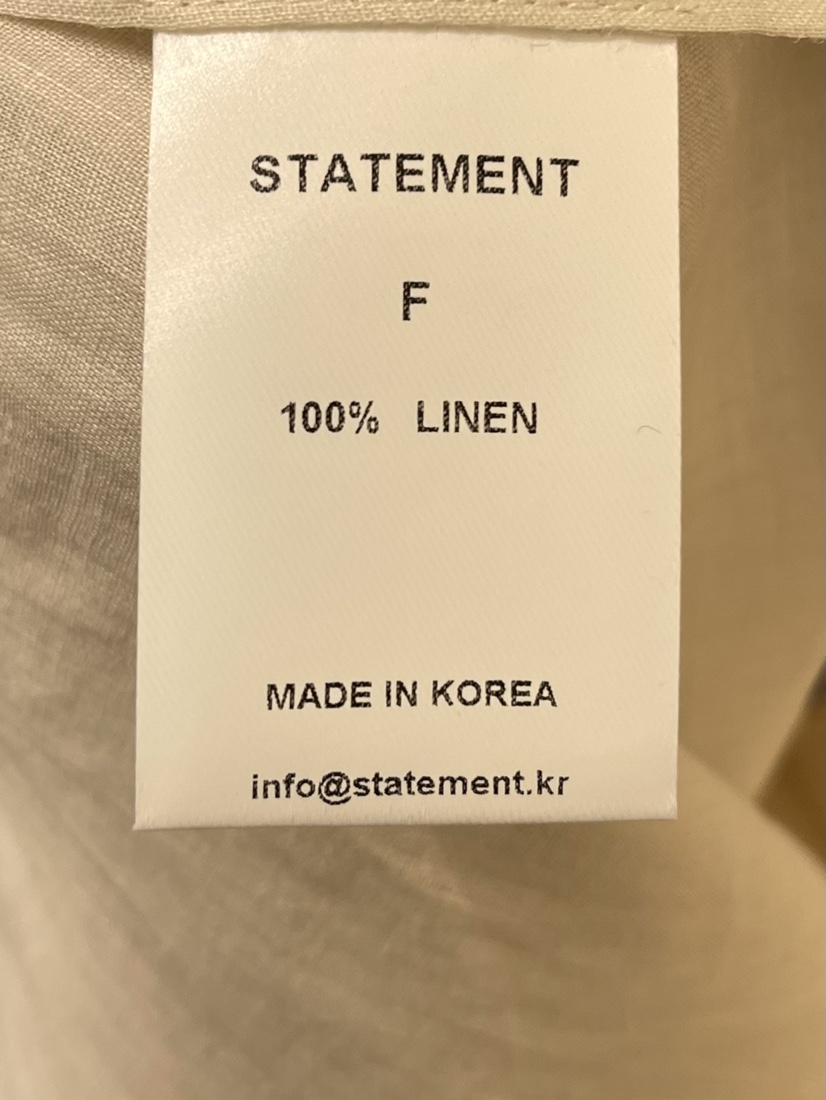 STATEMENT
F
100% LINEN
MADE IN KOREA
info@statement.kr